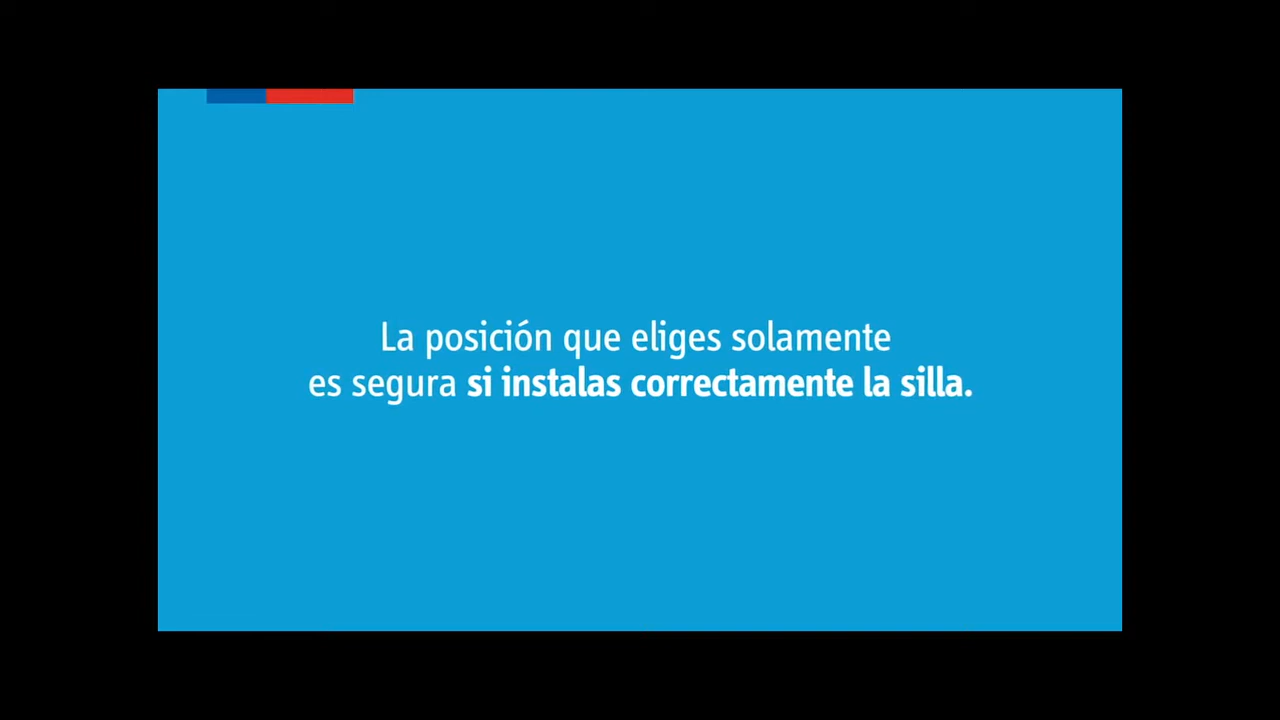 La posición que eliges solamente
es segura si instalas correctamente la silla.